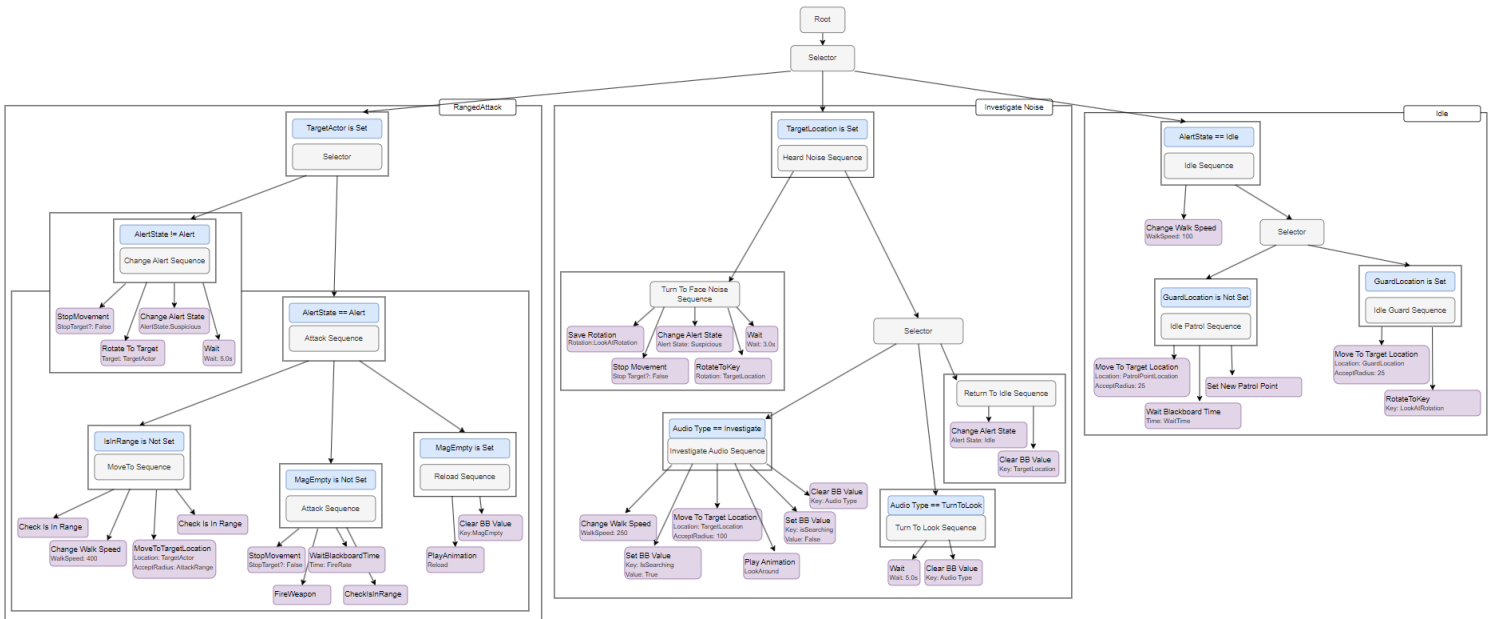 Root
Selector
RangedAttack
TargetActor is Set
Selector
AlertState != Alert
Change Alert Sequence
StopMovement
StopTarget?: False
Rotate To Target
Target: TargetActor
Change Alert State
AlertState:Suspicious
Wait
Wait: 5.0s
AlertState == Alert
Attack Sequence
IsInRange is Not Set
MoveTo Sequence
Check Is In Range
Change Walk Speed
WalkSpeed: 400
MoveToTargetLocation
Location: TargetActor
AcceptRadius: AttackRange
Check Is In Range
MagEmpty is Not Set
Attack Sequence
StopMovement
StopTarget?: False
FireWeapon
WaitBlackboardTime
Time: FireRate
CheckIsInRange
MagEmpty is Set
Reload Sequence
PlayAnimation
Reload
Clear BB Value
Key:MagEmpty
Investigate Noise
TargetLocation is Set
Heard Noise Sequence
Turn To Face Noise
Sequence
Save Rotation
Rotation:LookAtRotation
Stop Movement
Stop Target?: False
Change Alert State
Alert State: Suspicious
RotateToKey
Rotation: TargetLocation
Wait
Wait: 3.0s
Selector
Audio Type == Investigate
Investigate Audio Sequence
Change Walk Speed
WalkSpeed: 250
Set BB Value
Key: IsSearching
Value: True
Move To Target Location
Location: TargetLocation
AcceptRadius: 100
Play Animation
LookAround
Set BB Value
Key: isSearching
Value: False
Clear BB Value
Key: Audio Type
Audio Type == TurnToLook
Turn To Look Sequence
Wait
Wait: 5.0s
Clear BB Value
Key: Audio Type
Return To Idle Sequence
Change Alert State
Alert State: Idle
Clear BB Value
Key: TargetLocation
Idle
AlertState == Idle
Idle Sequence
Change Walk Speed
WalkSpeed: 100
Selector
GuardLocation is Not Set
Idle Patrol Sequence
Move To Target Location
Location: PatrolPointLocation
AcceptRadius: 25
Wait Blackboard Time
Time: WaitTime
Set New Patrol Point
GuardLocation is Set
Idle Guard Sequence
Move To Target Location
Location: GuardLocation
AcceptRadius: 25
RotateToKey
Key: LookAtRotation